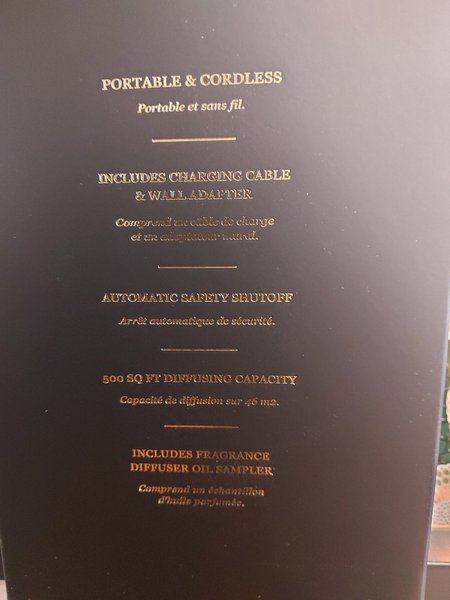 PORTABLE & CORDLESS
Portable et sans fil.
INCLUDES CHARGING CABLE
& WALL ADAPTER
Comprend un câble de charge
et un adaptateur mural.
AUTOMATIC SAFETY SHUTOFF
Arrêt automatique de sécurité.
500 SQ FT DIFFUSING CAPACITY
Capacité de diffusion sur 46 m2.
INCLUDES FRAGRANCE
DIFFUSER OIL SAMPLER
Comprend un échantillon
d'huile parfumée.